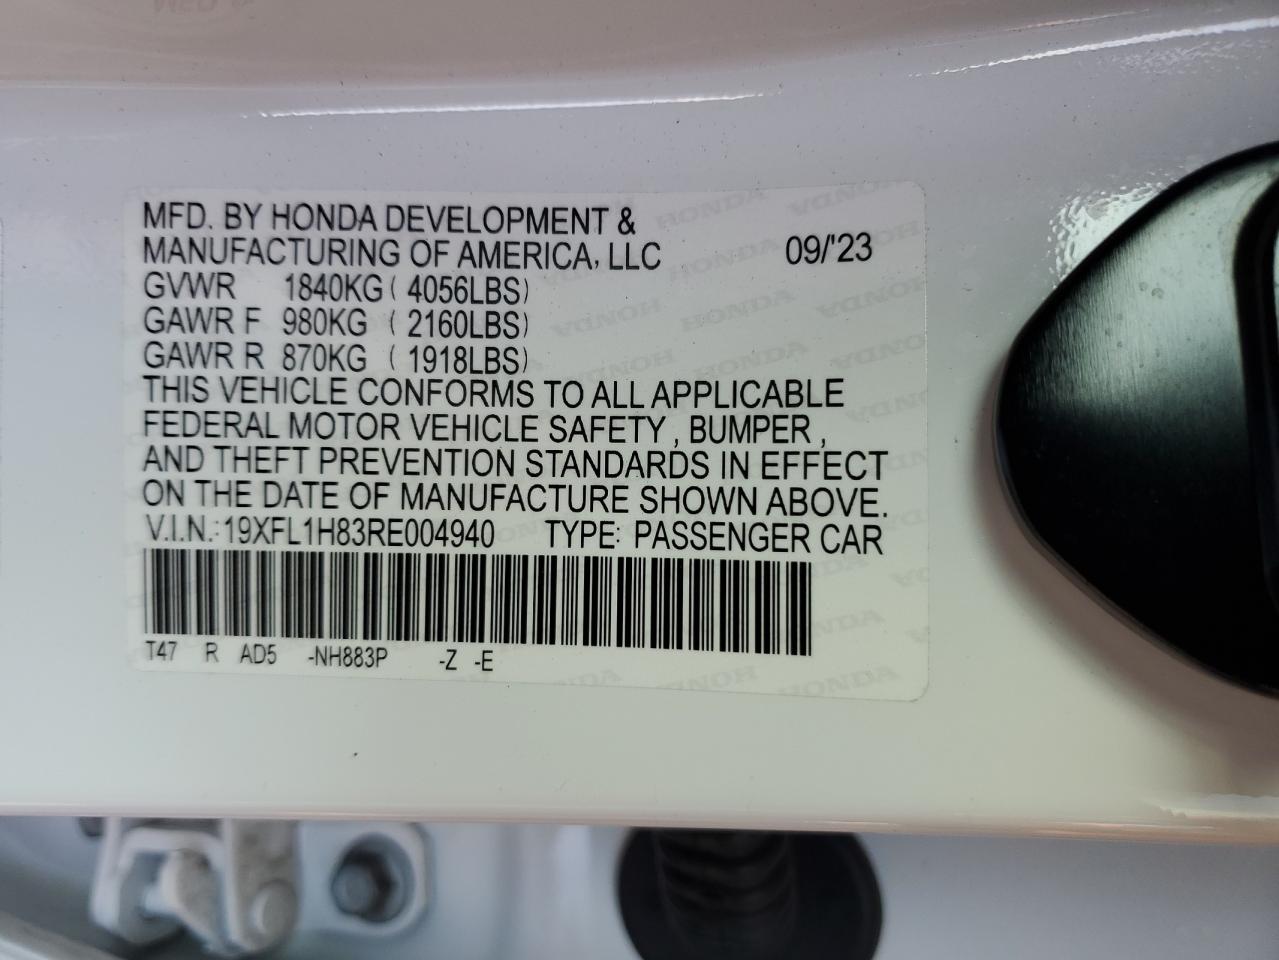 MFD. BY HONDA DEVELOPMENT &
MANUFACTURING OF AMERICA, LLC 09/'23
GVWR 1840KG ( 4056LBS)
GAWR F 980KG ( 2160LBS)
GAWR R 870KG ( 1918LBS)
THIS VEHICLE CONFORMS TO ALL APPLICABLE
FEDERAL MOTOR VEHICLE SAFETY , BUMPER ,
AND THEFT PREVENTION STANDARDS IN EFFECT
ON THE DATE OF MANUFACTURE SHOWN ABOVE.
V.I.N.: 19XFL1H83RE004940 TYPE: PASSENGER CAR
T47 R AD5 -NH883P -Z -E